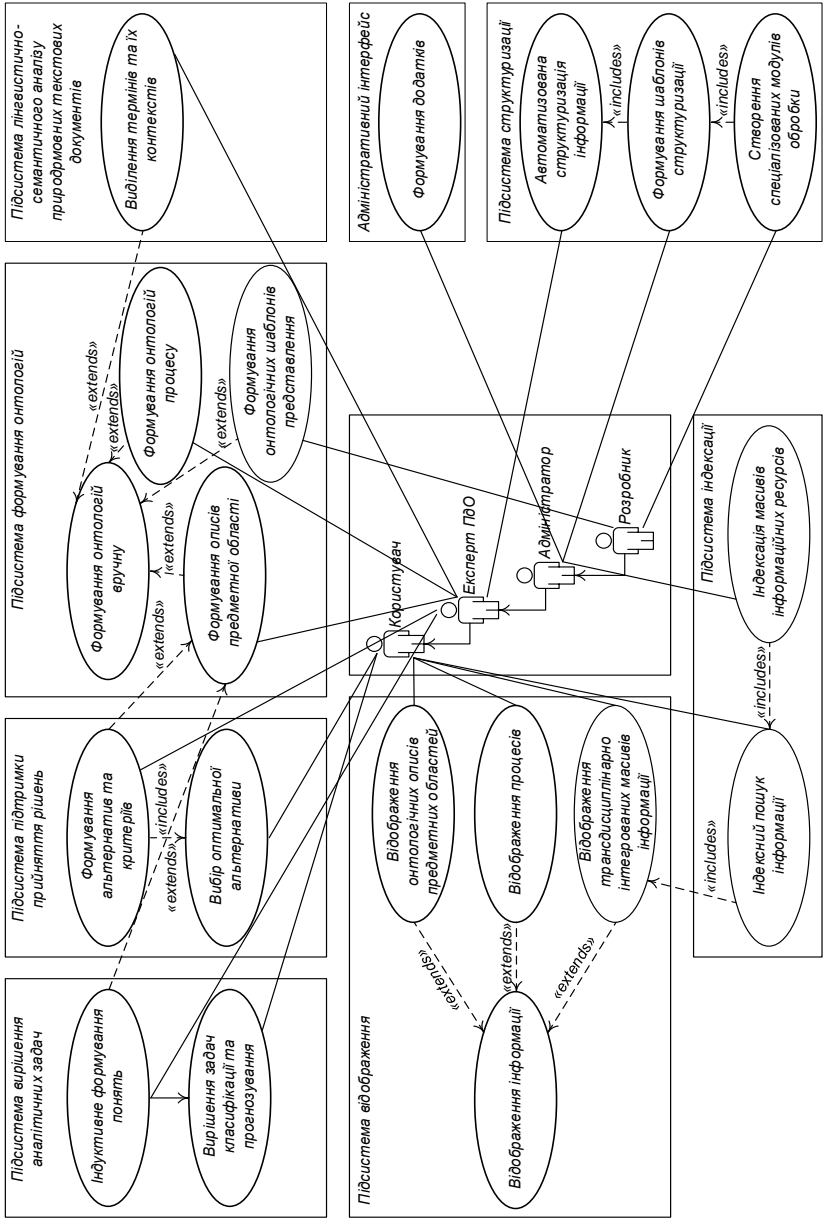 Підсистема вирішення
аналітичних задач
Індуктивне формування
понять
Вирішення задач
класифікації та
прогнозування
Підсистема підтримки
прийняття рішень
Формування
альтернатив та
критеріїв
«includes»
«extends»
Вибір оптимальної
альтернативи
Підсистема формування онтологій
Формування онтологій
вручну
«extends»
«extends»
«extends»
«extends»
«extends»
Формування описів
предметної області
Формування онтологій
процесу
Формування
онтологічних шаблонів
представлення
Підсистема лінгвистично-
семантичного аналізу
природрмовних текстових
документів
Виділення термінів та їх
контекстів
Підсистема відображення
Відображення інформації
«extends»
«extends»
«extends»
Відображення
онтологічних описів
предметних областей
Відображення процесів
Відображення
трансдисциплінарно
інтегрованих масивів
інформації
Користувач
Експерт ПдО
Адміністратор
Розробник
Адміністративний інтерфейс
Формування додатків
Підсистема структуризації
Автоматизована
структуризація
інформації
«includes»
Формування шаблонів
структуризації
«includes»
Створення
спеціалізованих модулів
обробки
Підсистема індексації
Індексація масивів
інформаційних ресурсів
«includes»
«includes»
Індексний пошук
інформації